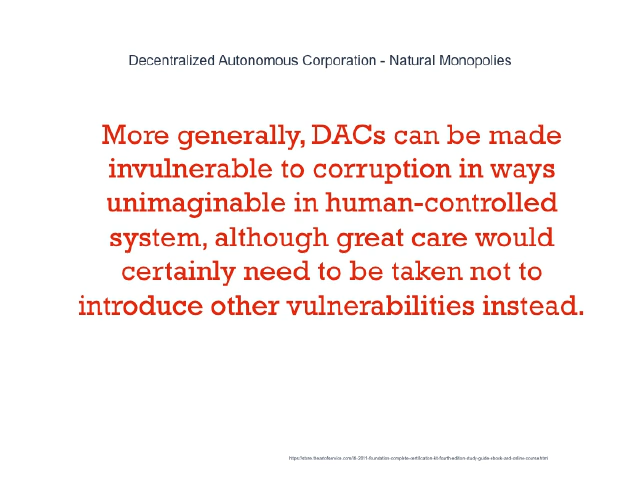 Decentralized Autonomous Corporation - Natural Monopolies
More generally, DACs can be made
invulnerable to corruption in ways
unimaginable in human-controlled
system, although great care would
certainly need to be taken not to
introduce other vulnerabilities instead.